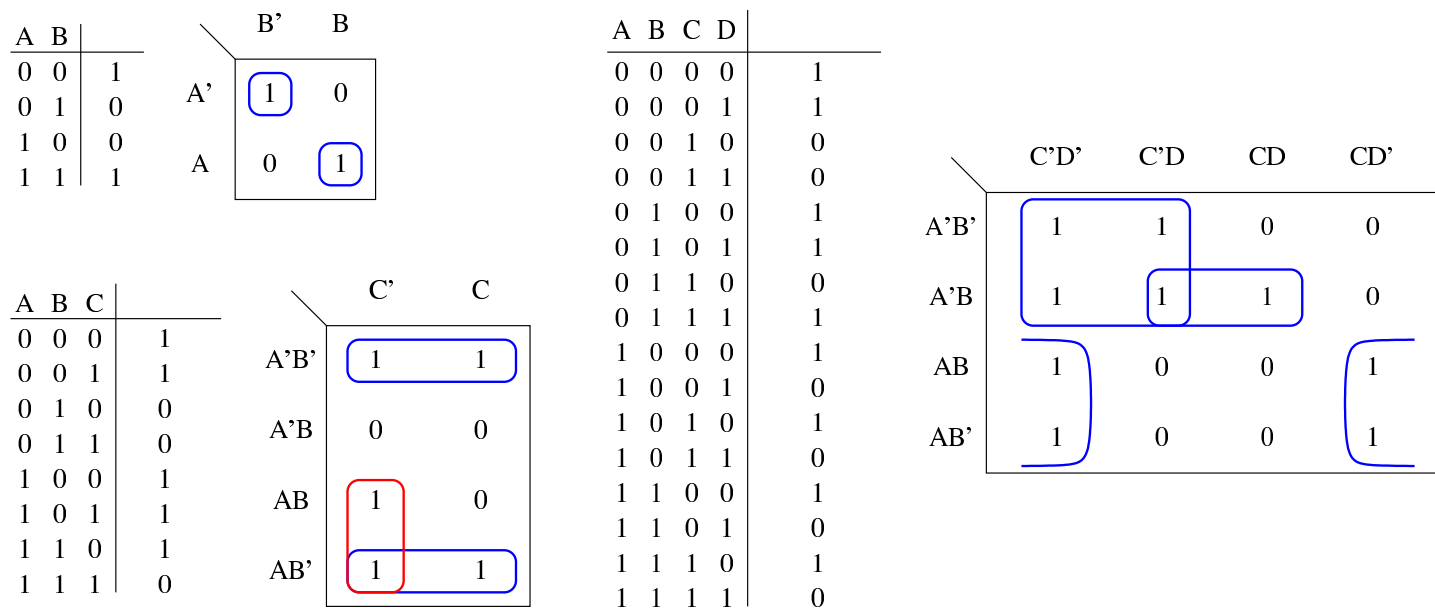 A B
0 0 1
0 1 0
1 0 0
1 1 1
B' B
A' 1 0
A 0 1
A B C
0 0 0 1
0 0 1 1
0 1 0 0
0 1 1 0
1 0 0 1
1 0 1 1
1 1 0 1
1 1 1 0
C' C
A'B' 1 1
A'B 0 0
AB 1 0
AB' 1 1
A B C D
0 0 0 0 1
0 0 0 1 1
0 0 1 0 0
0 0 1 1 0
0 1 0 0 1
0 1 0 1 1
0 1 1 0 0
0 1 1 1 1
1 0 0 0 1
1 0 0 1 0
1 0 1 0 1
1 0 1 1 0
1 1 0 0 1
1 1 0 1 0
1 1 1 0 1
1 1 1 1 0
C'D' C'D CD CD'
A'B' 1 1 0 0
A'B 1 1 1 0
AB 1 0 0 1
AB' 1 0 0 1